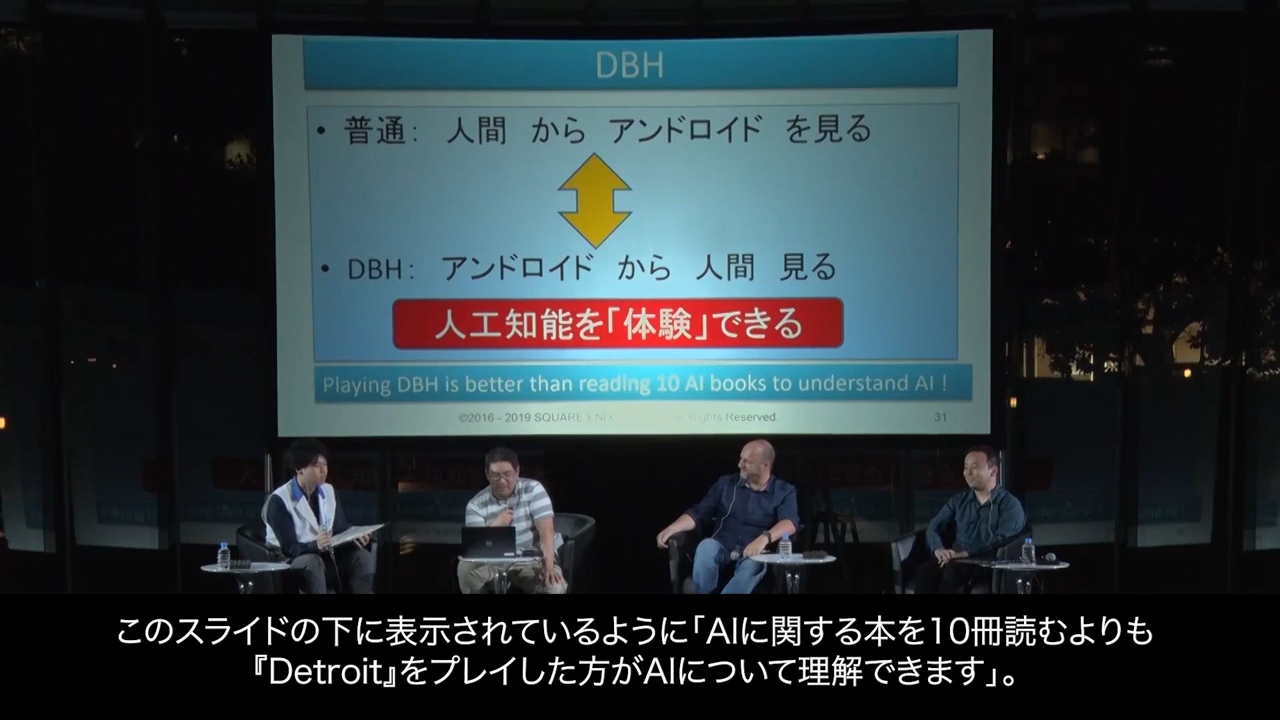 DBH
• 普通： 人間 から アンドロイド を見る
• DBH： アンドロイド から 人間 見る
人工知能を「体験」できる
Playing DBH is better than reading 10 AI books to understand AI !
©2016 - 2019 SQUARE ENIX Rights Reserved.
31
このスライドの下に表示されているように「AIに関する本を10冊読むよりも
『Detroit』をプレイした方がAIについて理解できます」。